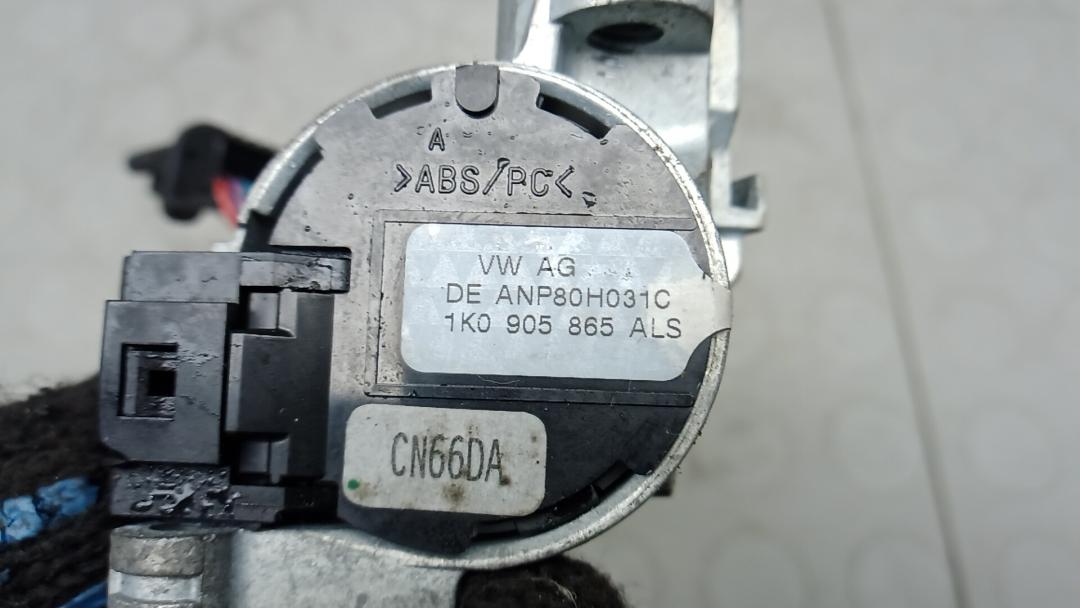 A
>ABS/PC<
VW AG
DE ANP80H031C
1K0 905 865 ALS
CN66DA